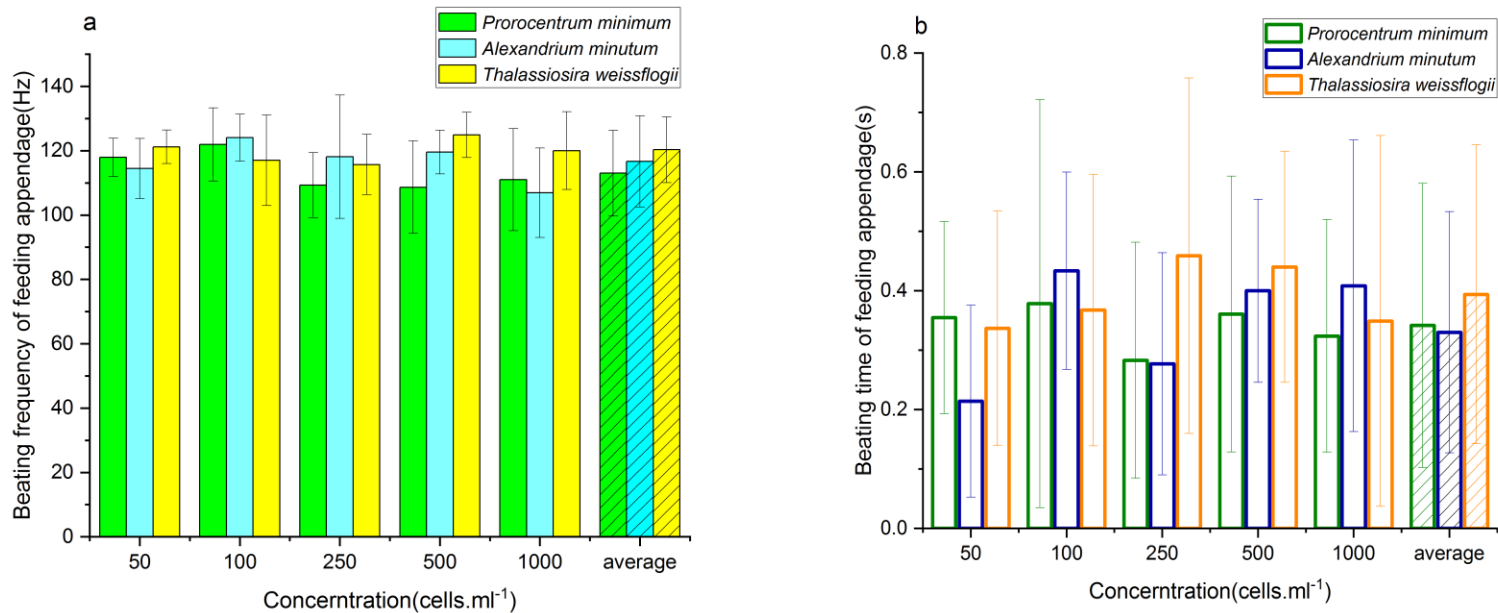 a
Prorocentrum minimum
Alexandrium minutum
Thalassiosira weissflogii
Beating frequency of feeding appendage(Hz)
140
120
100
80
60
40
20
0
50 100 250 500 1000 average
Concerntration(cells.ml⁻¹)
b
Prorocentrum minimum
Alexandrium minutum
Thalassiosira weissflogii
Beating time of feeding appendage(s)
0.8
0.6
0.4
0.2
0.0
50 100 250 500 1000 average
Concerntration(cells.ml⁻¹)